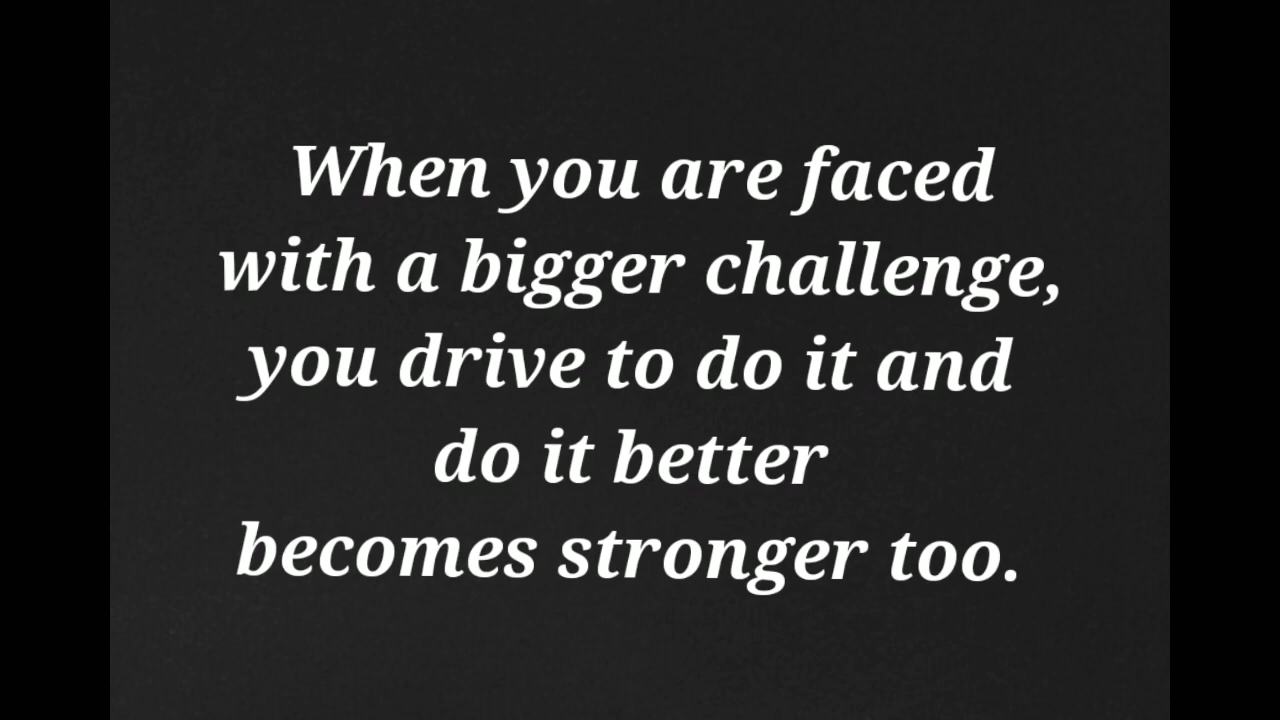 When you are faced
with a bigger challenge,
you drive to do it and
do it better
becomes stronger too.